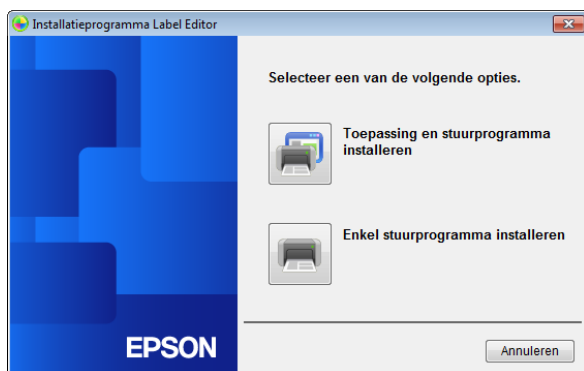 Installatieprogramma Label Editor
Selecteer een van de volgende opties.
Toepassing en stuurprogramma
installeren
Enkel stuurprogramma installeren
EPSON
Annuleren